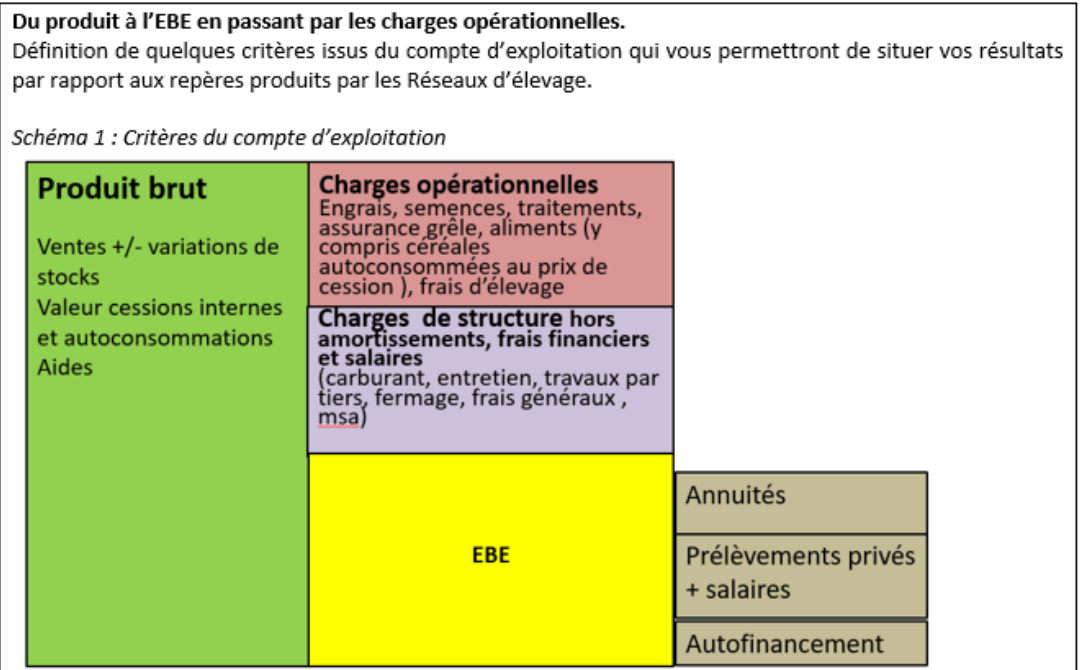 Du produit à l’EBE en passant par les charges opérationnelles.
Définition de quelques critères issus du compte d’exploitation qui vous permettront de situer vos résultats
par rapport aux repères produits par les Réseaux d’élevage.
Schéma 1 : Critères du compte d’exploitation
Produit brut
Ventes +/- variations de
stocks
Valeur cessions internes
et autoconsommations
Aides
Charges opérationnelles
Engrais, semences, traitements,
assurance grêle, aliments (y
compris céréales
autoconsommées au prix de
cession ), frais d’élevage
Charges de structure hors
amortissements, frais financiers
et salaires
(carburant, entretien, travaux par
tiers, fermage, frais généraux ,
msa)
EBE
Annuités
Prélèvements privés
+ salaires
Autofinancement